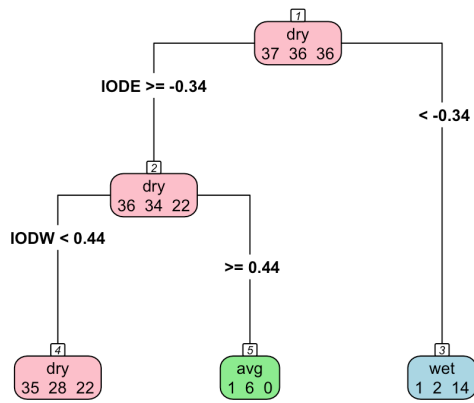 1
dry
37 36 36
IODE >= -0.34
< -0.34
2
dry
36 34 22
IODW < 0.44
>= 0.44
4
dry
35 28 22
5
avg
1 6 0
3
wet
1 2 14